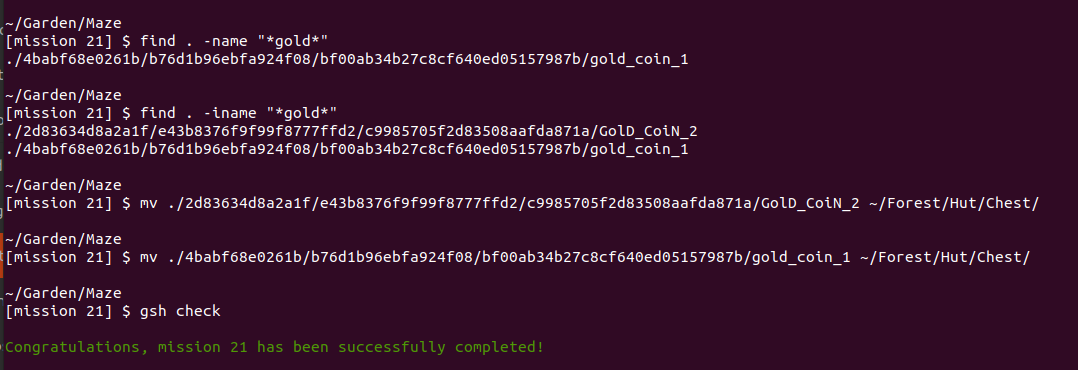 ~/Garden/Maze
[mission 21] $ find . -name "*gold*"
./4babf68e0261b/b76d1b96ebfa924f08/bf00ab34b27c8cf640ed05157987b/gold_coin_1
~/Garden/Maze
[mission 21] $ find . -iname "*gold*"
./2d83634d8a2a1f/e43b8376f9f99f8777ffd2/c9985705f2d83508aafda871a/GolD_CoiN_2
./4babf68e0261b/b76d1b96ebfa924f08/bf00ab34b27c8cf640ed05157987b/gold_coin_1
~/Garden/Maze
[mission 21] $ mv ./2d83634d8a2a1f/e43b8376f9f99f8777ffd2/c9985705f2d83508aafda871a/GolD_CoiN_2 ~/Forest/Hut/Chest/
~/Garden/Maze
[mission 21] $ mv ./4babf68e0261b/b76d1b96ebfa924f08/bf00ab34b27c8cf640ed05157987b/gold_coin_1 ~/Forest/Hut/Chest/
~/Garden/Maze
[mission 21] $ gsh check
Congratulations, mission 21 has been successfully completed!